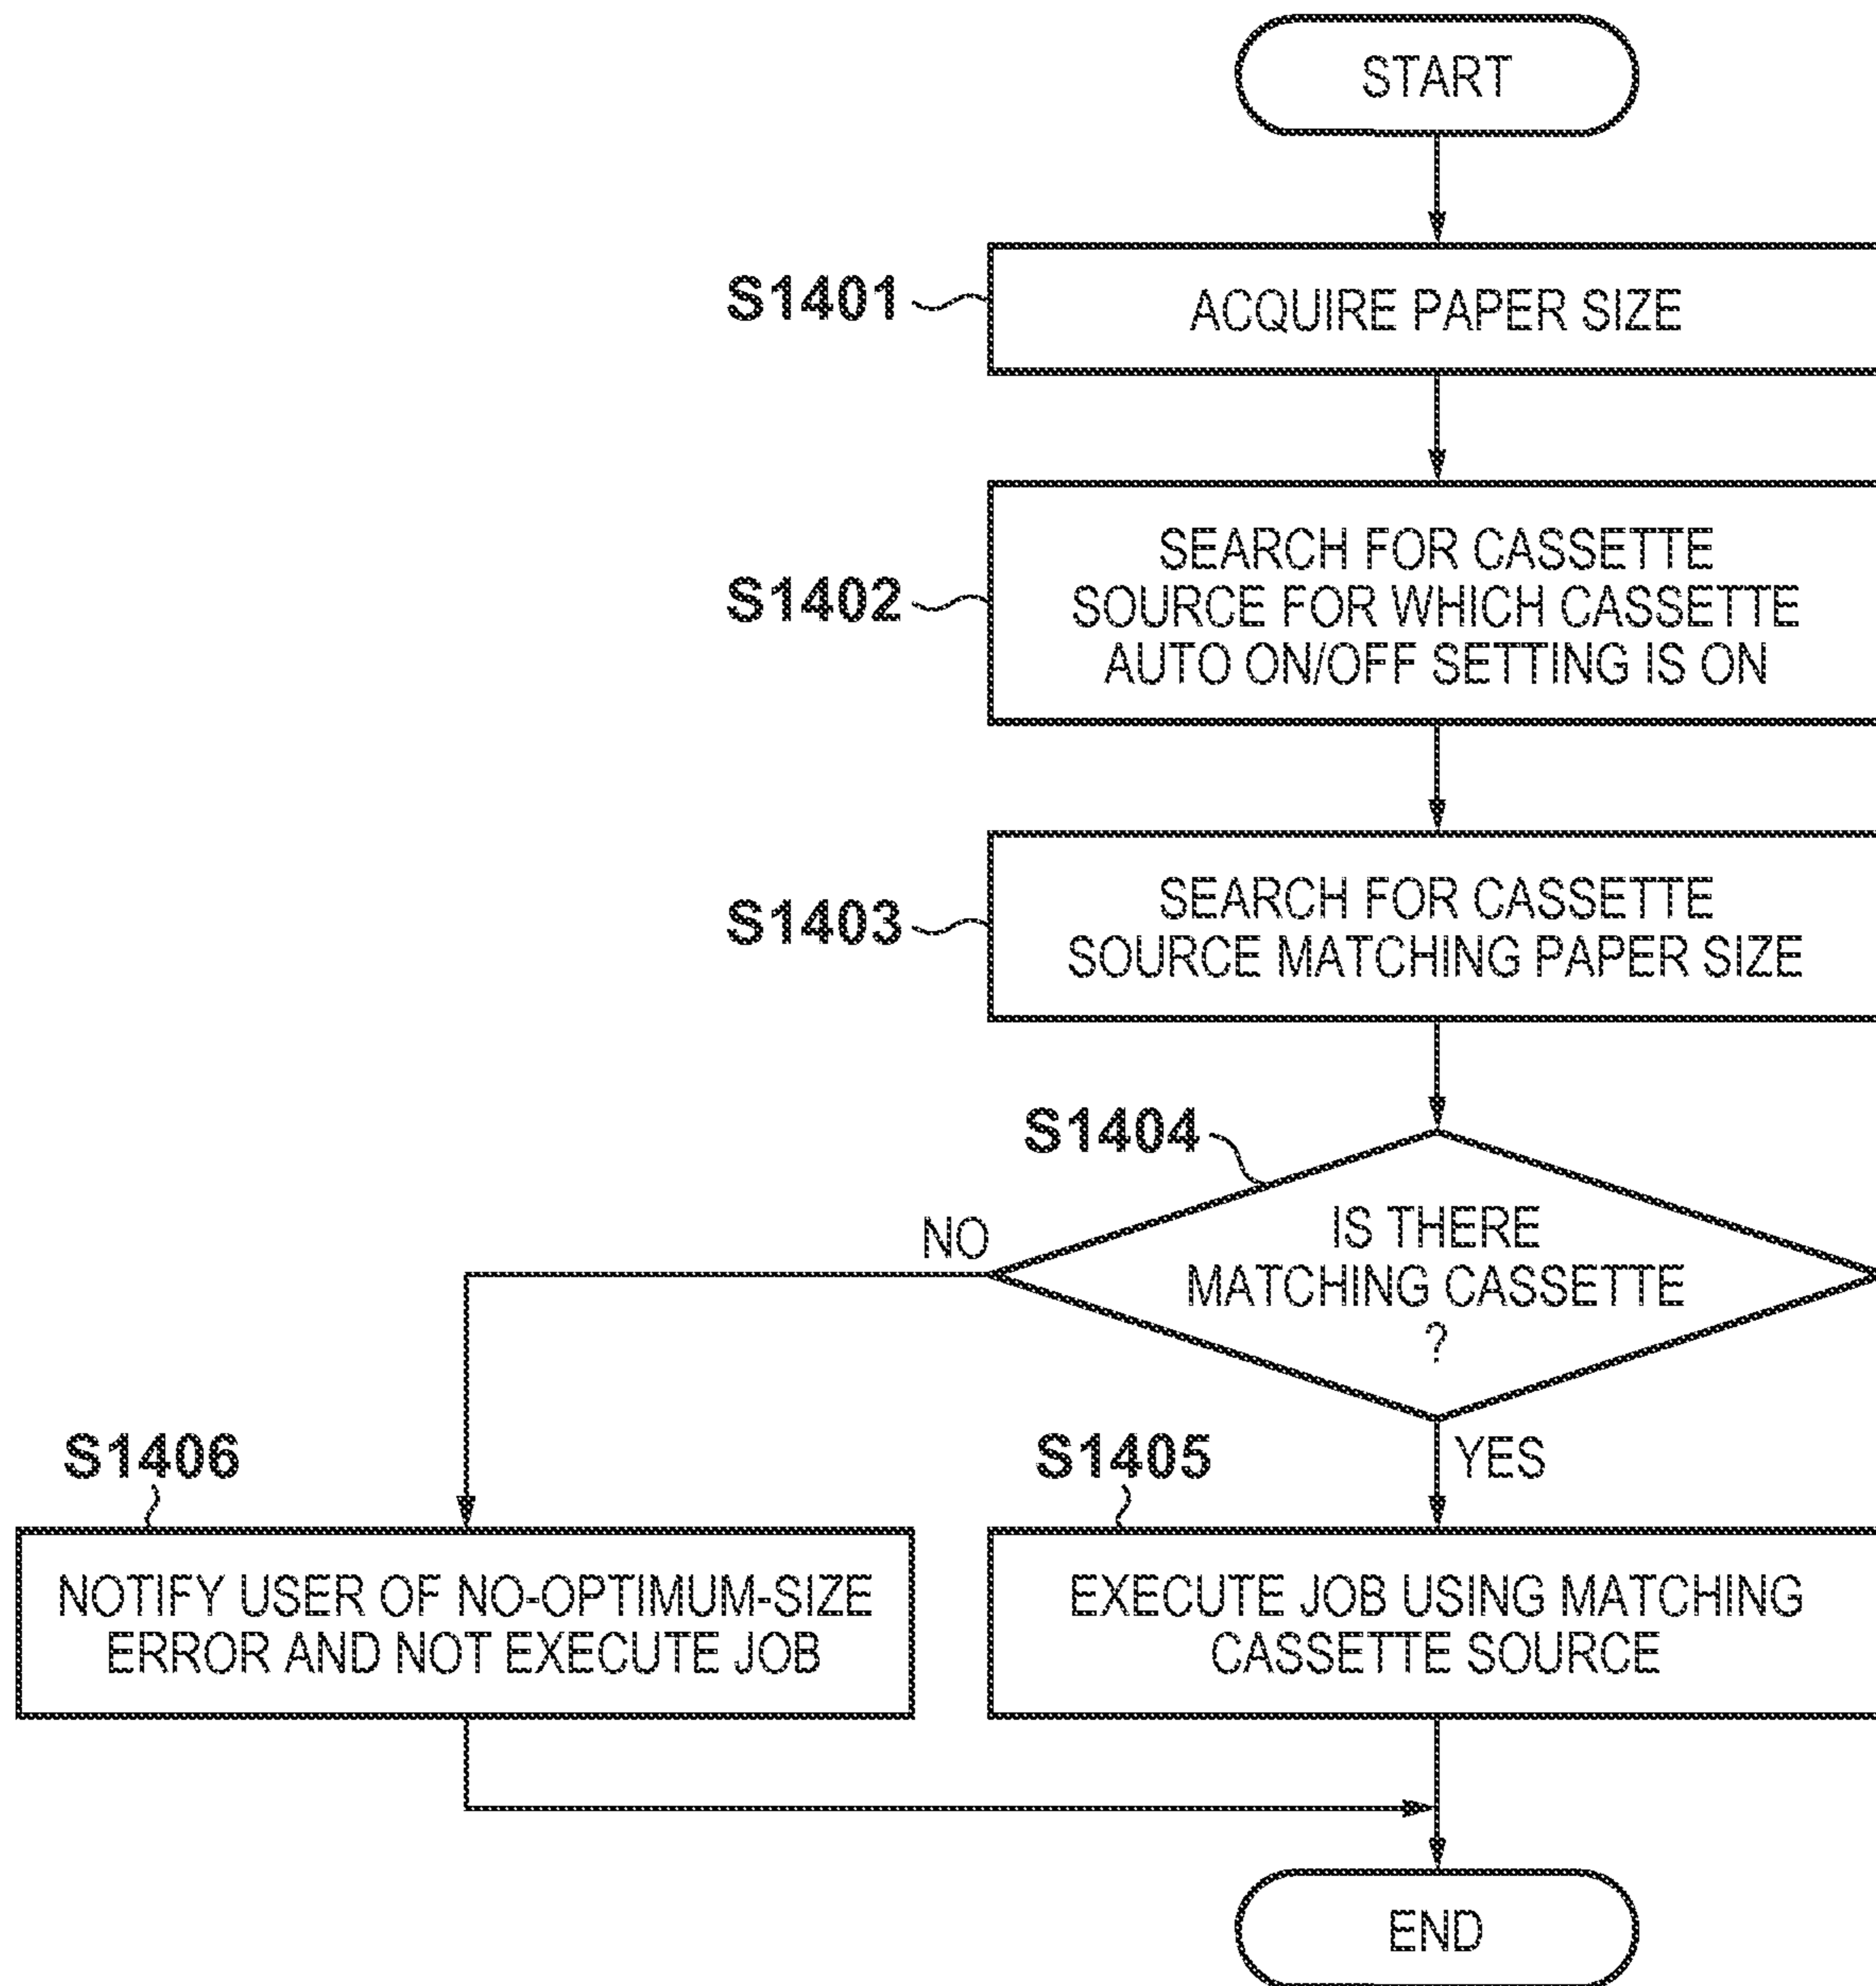 START
S1401
ACQUIRE PAPER SIZE
S1402
SEARCH FOR CASSETTE
SOURCE FOR WHICH CASSETTE
AUTO ON/OFF SETTING IS ON
S1403
SEARCH FOR CASSETTE
SOURCE MATCHING PAPER SIZE
S1404
IS THERE
MATCHING CASSETTE
?
NO
YES
S1406
NOTIFY USER OF NO-OPTIMUM-SIZE
ERROR AND NOT EXECUTE JOB
S1405
EXECUTE JOB USING MATCHING
CASSETTE SOURCE
END